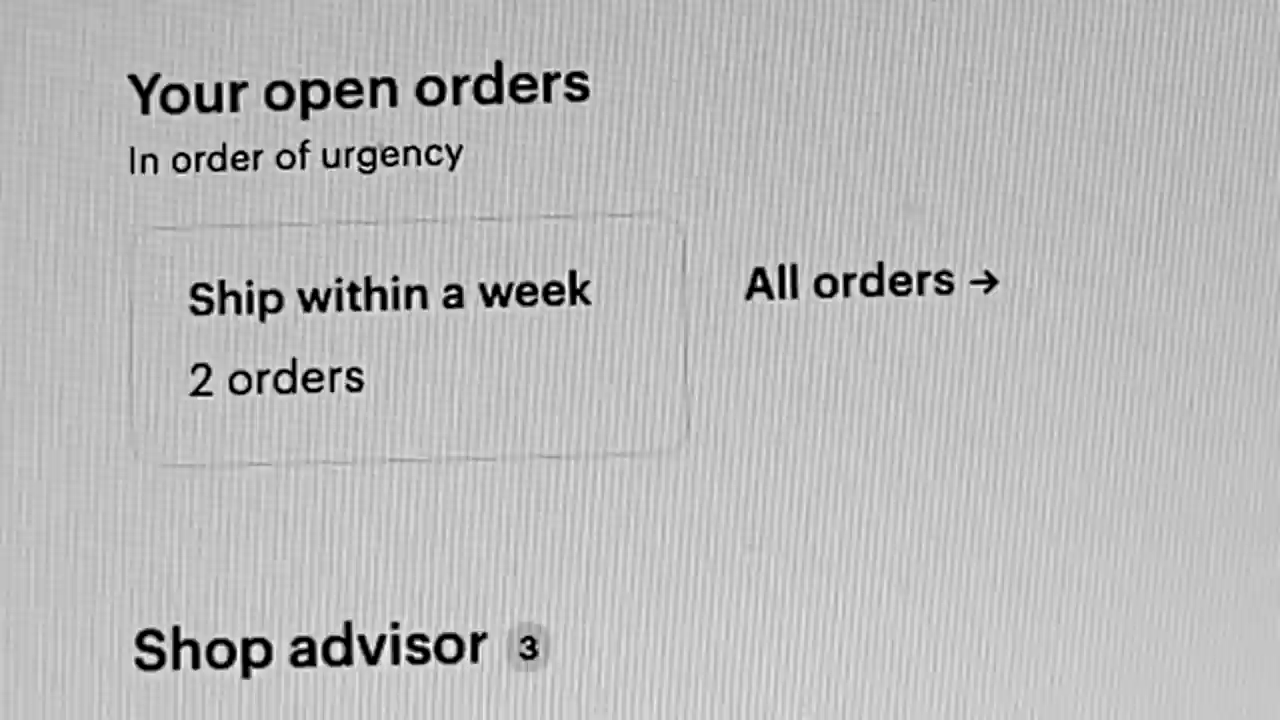 Your open orders
In order of urgency
Ship within a week
All orders →
2 orders
Shop advisor 3